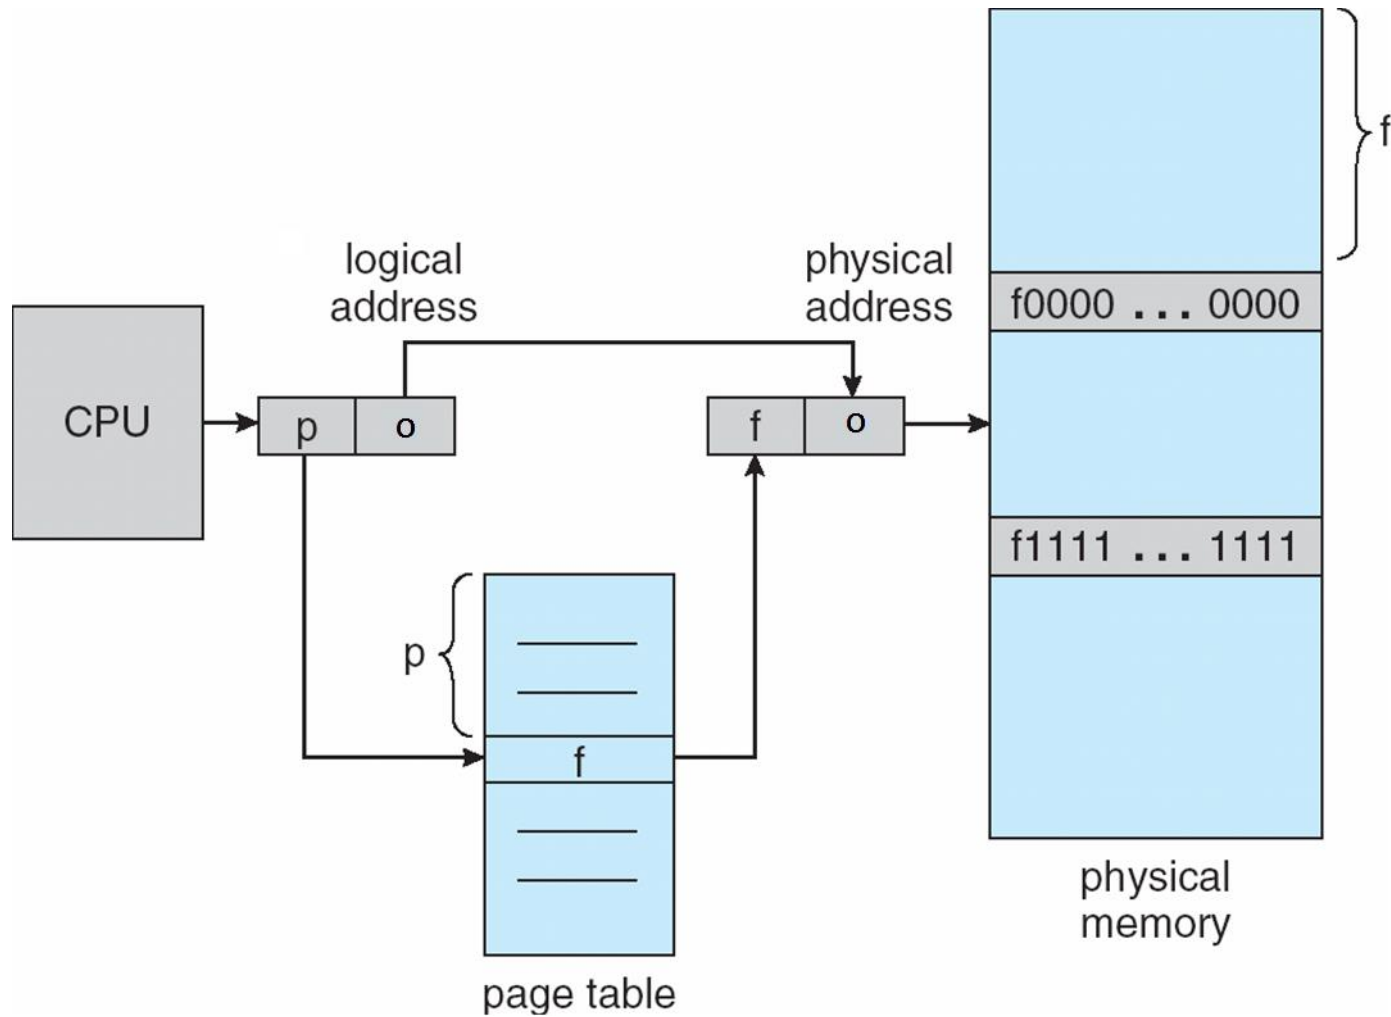 f
logical
address
physical
address
f0000 ... 0000
CPU
p
o
f
o
f1111 ... 1111
p
f
physical
memory
page table